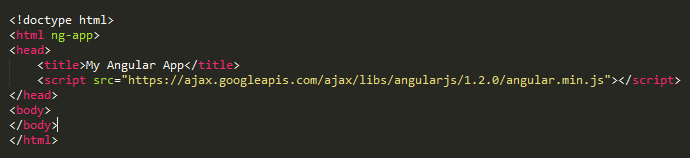 <!doctype html>
<html ng-app>
<head>
    <title>My Angular App</title>
    <script src="https://ajax.googleapis.com/ajax/libs/angularjs/1.2.0/angular.min.js"></script>
</head>
<body>
</body>
</html>